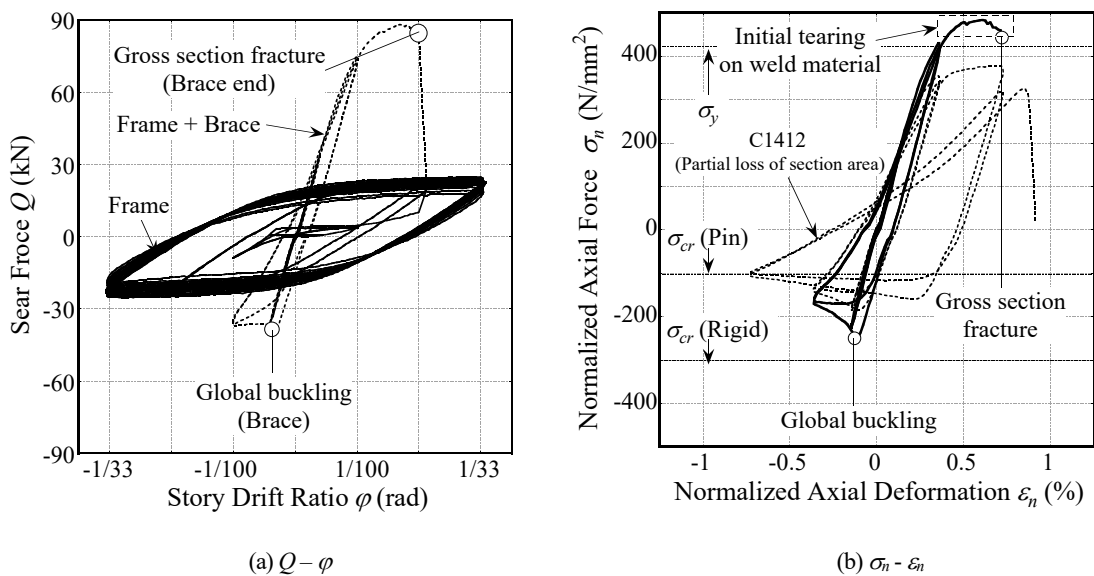 90
60
30
0
-30
-60
-90
Sear Froce Q (kN)
Gross section fracture
(Brace end)
Frame + Brace
Frame
Global buckling
(Brace)
-1/33
-1/100
1/100
1/33
Story Drift Ratio φ (rad)
(a) Q – φ
400
200
0
-200
-400
Normalized Axial Force σn (N/mm²)
Initial tearing
on weld material
σy
C1412
(Partial loss of section area)
σcr (Pin)
σcr (Rigid)
Gross section
fracture
Global buckling
-1
-0.5
0
0.5
1
Normalized Axial Deformation εn (%)
(b) σn - εn